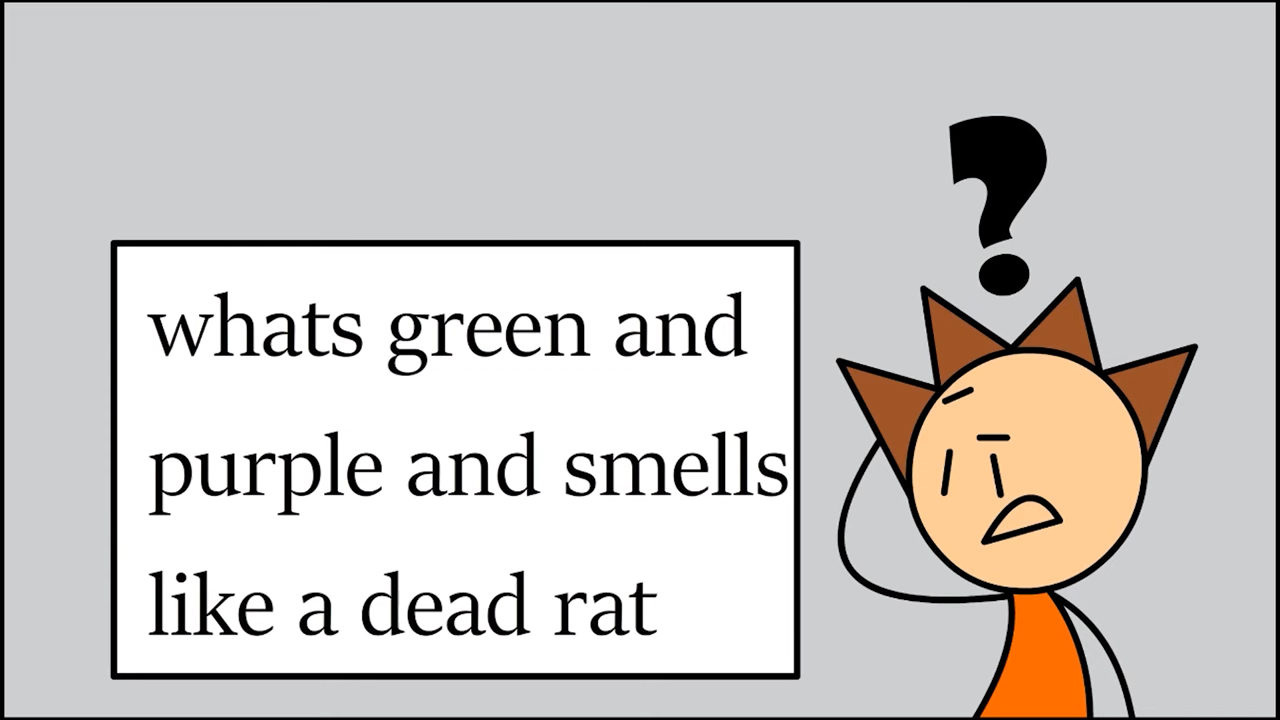 ?
whats green and
purple and smells
like a dead rat